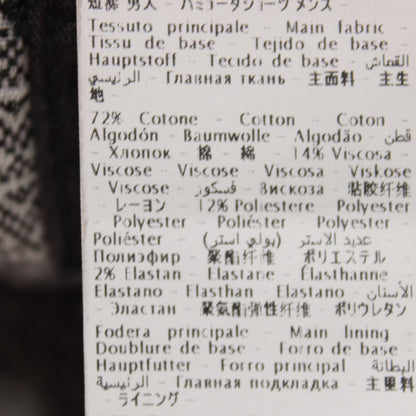 短裤 男人 - バミューダショーツ メンズ -
Tessuto principale - Main fabric -
Tissu de base - Tejido de base -
Hauptstoff - Tecido de base - القماش
الرئيسي - Главная ткань - 主面料 - 主生
地 -
72% Cotone - Cotton - Coton -
Algodón - Baumwolle - Algodão - قطن
- Хлопок - 棉 - 綿 - 14% Viscosa -
Viscose - Viscose - Viscosa - Viskose
- Viscose - فسكوز - Вискоза - 粘胶纤维
- レーヨン - 12% Poliestere - Polyester
- Polyester - Poliéster - Polyester -
Poliéster - عديد الاستر (بولي استر) -
Полиэфир - 聚酯纤维 - ポリエステル
2% Elastan - Elastane - Élasthanne -
Elastano - Elasthan - Elastano - الأستان
- Эластан - 聚氨酯弹性纤维 - ポリウレタン
Fodera principale - Main lining -
Doublure de base - Forro de base -
Hauptfutter - Forro principal - البطانة
الرئيسية - Главная подкладка - 主里料
- ライニング -